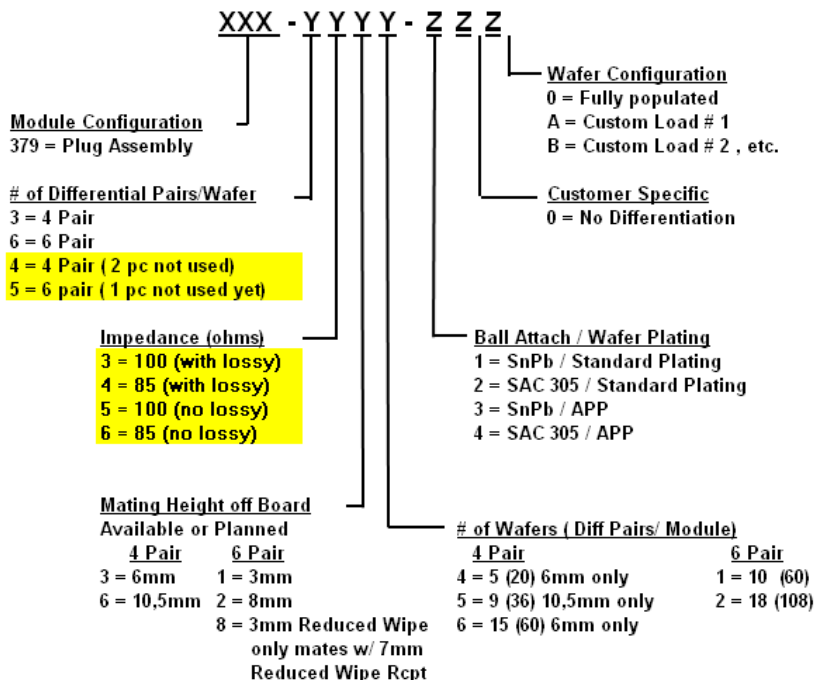 XXX - Y Y Y Y - Z Z Z
Wafer Configuration
0 = Fully populated
A = Custom Load # 1
B = Custom Load # 2 , etc.
Module Configuration
379 = Plug Assembly
# of Differential Pairs/Wafer
3 = 4 Pair
6 = 6 Pair
4 = 4 Pair ( 2 pc not used)
5 = 6 pair ( 1 pc not used yet)
Customer Specific
0 = No Differentiation
Impedance (ohms)
3 = 100 (with lossy)
4 = 85 (with lossy)
5 = 100 (no lossy)
6 = 85 (no lossy)
Ball Attach / Wafer Plating
1 = SnPb / Standard Plating
2 = SAC 305 / Standard Plating
3 = SnPb / APP
4 = SAC 305 / APP
Mating Height off Board
Available or Planned
4 Pair
3 = 6mm
6 = 10,5mm
6 Pair
1 = 3mm
2 = 8mm
8 = 3mm Reduced Wipe
only mates w/ 7mm
Reduced Wipe Rcpt
# of Wafers ( Diff Pairs/ Module)
4 Pair
4 = 5 (20) 6mm only
5 = 9 (36) 10,5mm only
6 = 15 (60) 6mm only
6 Pair
1 = 10 (60)
2 = 18 (108)